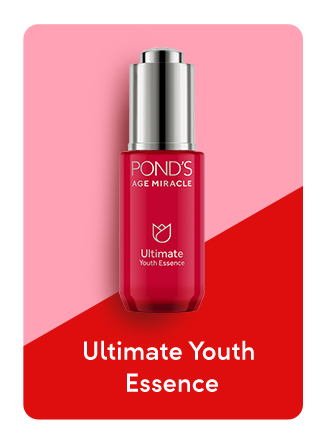 POND'S
AGE MIRACLE
Ultimate
Youth Essence
Ultimate Youth
Essence